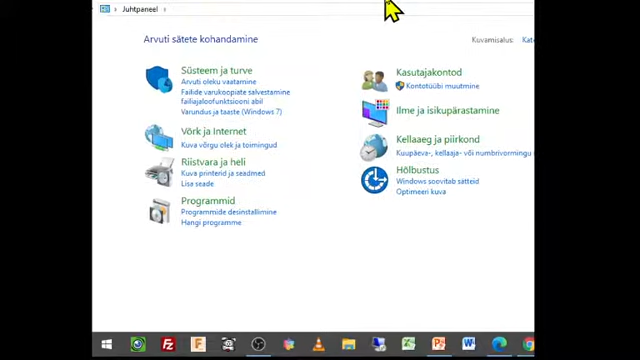 Juhtpaneel
Arvuti sätete kohandamine
Kuvamisalus:
Süsteem ja turve
Arvuti oleku vaatamine
Failide varukoopiate salvestamine
failiajaloofunktsiooni abil
Varundus ja taaste (Windows 7)
Võrk ja Internet
Kuva võrgu olek ja toimingud
Riistvara ja heli
Kuva printerid ja seadmed
Lisa seade
Programmid
Programmide desinstallimine
Hangi programme
Kasutajakontod
Kontotüübi muutmine
Ilme ja isikupärastamine
Kellaaeg ja piirkond
Kuupäeva-, kellaaja- või numbrivormingu
Hõlbustus
Windows soovitab sätteid
Optimeeri kuva